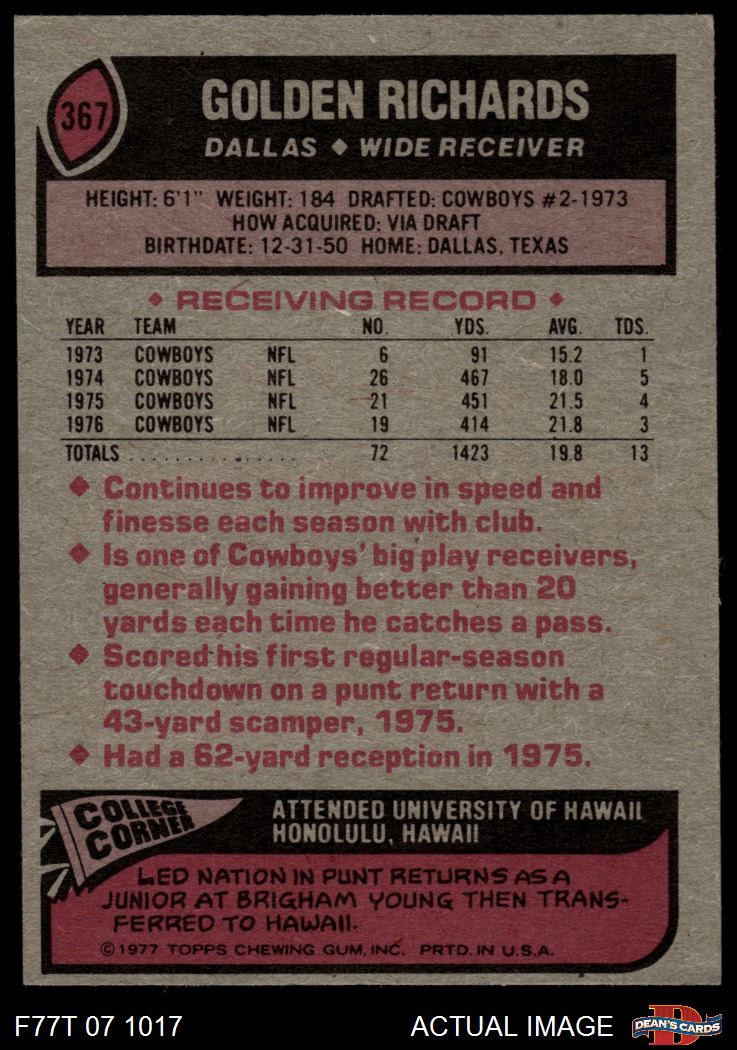 367
GOLDEN RICHARDS
DALLAS ◆ WIDE RECEIVER
HEIGHT: 6'1" WEIGHT: 184 DRAFTED: COWBOYS #2-1973
HOW ACQUIRED: VIA DRAFT
BIRTHDATE: 12-31-50 HOME: DALLAS, TEXAS
◆ RECEIVING RECORD ◆
YEAR TEAM NO. YDS. AVG. TDS.
1973 COWBOYS NFL 6 91 15.2 1
1974 COWBOYS NFL 26 467 18.0 5
1975 COWBOYS NFL 21 451 21.5 4
1976 COWBOYS NFL 19 414 21.8 3
TOTALS . . . . . . . . . . . . . . 72 1423 19.8 13
◆ Continues to improve in speed and
finesse each season with club.
◆ Is one of Cowboys' big play receivers,
generally gaining better than 20
yards each time he catches a pass.
◆ Scored his first regular-season
touchdown on a punt return with a
43-yard scamper, 1975.
◆ Had a 62-yard reception in 1975.
COLLEGE
CORNER
ATTENDED UNIVERSITY OF HAWAII
HONOLULU, HAWAII
LED NATION IN PUNT RETURNS AS A
JUNIOR AT BRIGHAM YOUNG THEN TRANS-
FERRED TO HAWAII.
©1977 TOPPS CHEWING GUM, INC. PRTD. IN U.S.A.
F77T 07 1017 ACTUAL IMAGE
DEAN'S CARDS